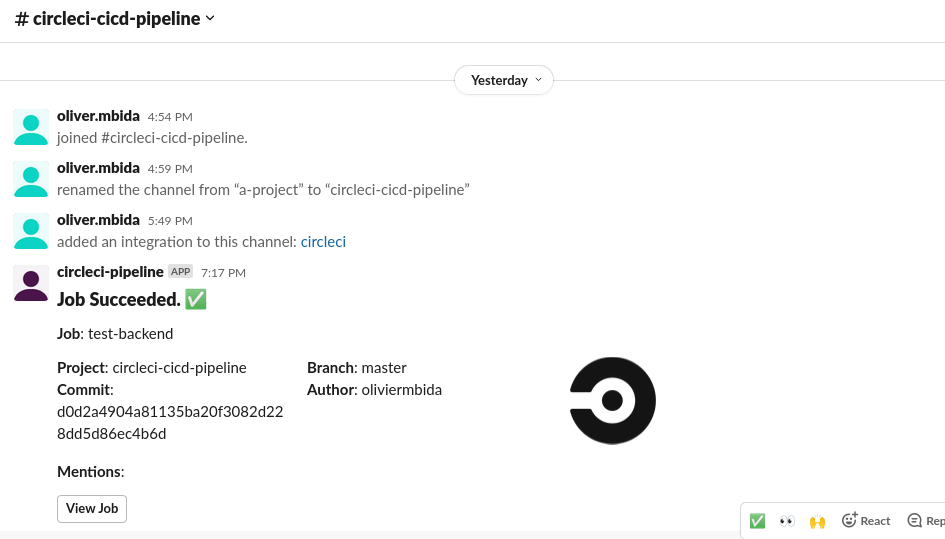 # circleci-cicd-pipeline
Yesterday
oliver.mbida 4:54 PM
joined #circleci-cicd-pipeline.
oliver.mbida 4:59 PM
renamed the channel from “a-project” to “circleci-cicd-pipeline”
oliver.mbida 5:49 PM
added an integration to this channel: circleci
circleci-pipeline APP 7:17 PM
Job Succeeded. ✅
Job: test-backend
Project: circleci-cicd-pipeline Branch: master
Commit: Author: oliviermbida
d0d2a4904a81135ba20f3082d22
8dd5d86ec4b6d
Mentions:
View Job
React Rep